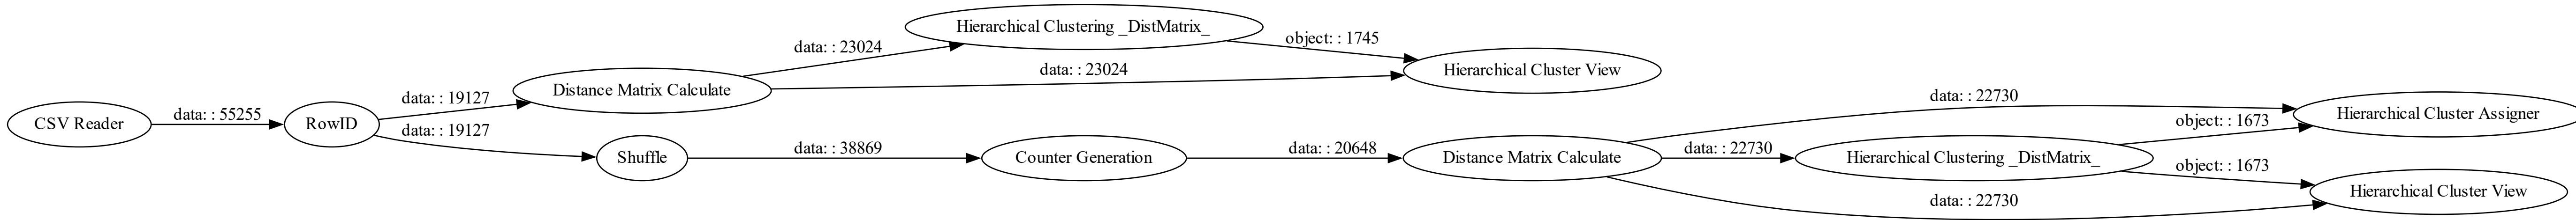 CSV Reader
data: : 55255
RowID
data: : 19127
data: : 19127
Distance Matrix Calculate
data: : 23024
data: : 23024
Hierarchical Clustering _DistMatrix_
object: : 1745
Hierarchical Cluster View
Shuffle
data: : 38869
Counter Generation
data: : 20648
Distance Matrix Calculate
data: : 22730
data: : 22730
data: : 22730
Hierarchical Clustering _DistMatrix_
object: : 1673
object: : 1673
Hierarchical Cluster Assigner
Hierarchical Cluster View